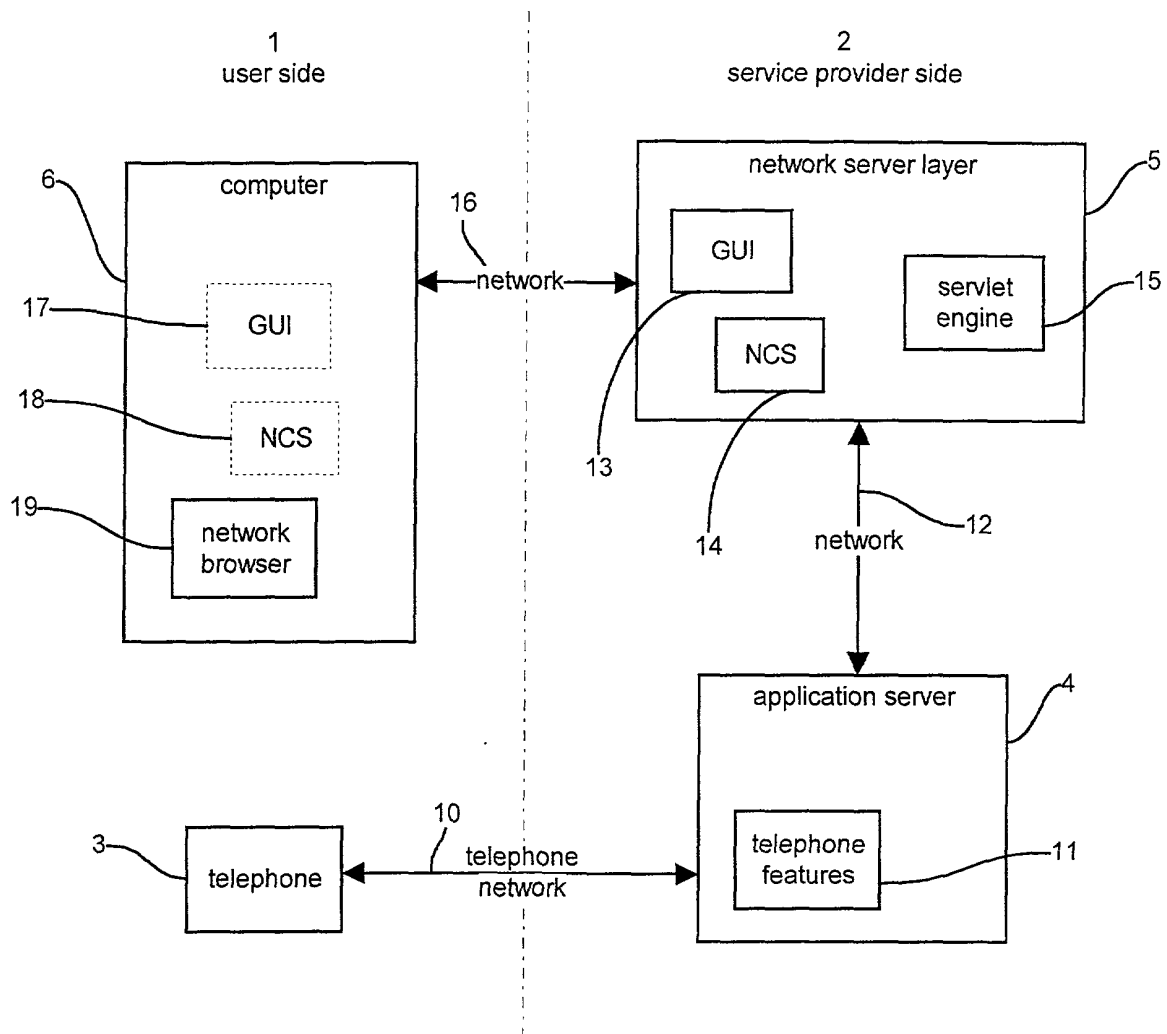 1
user side
2
service provider side
6
computer
16
network
network server layer
5
17
GUI
GUI
servlet
engine
15
18
NCS
NCS
13
14
19
network
browser
12
network
application server
4
3
telephone
10
telephone
network
telephone
features
11